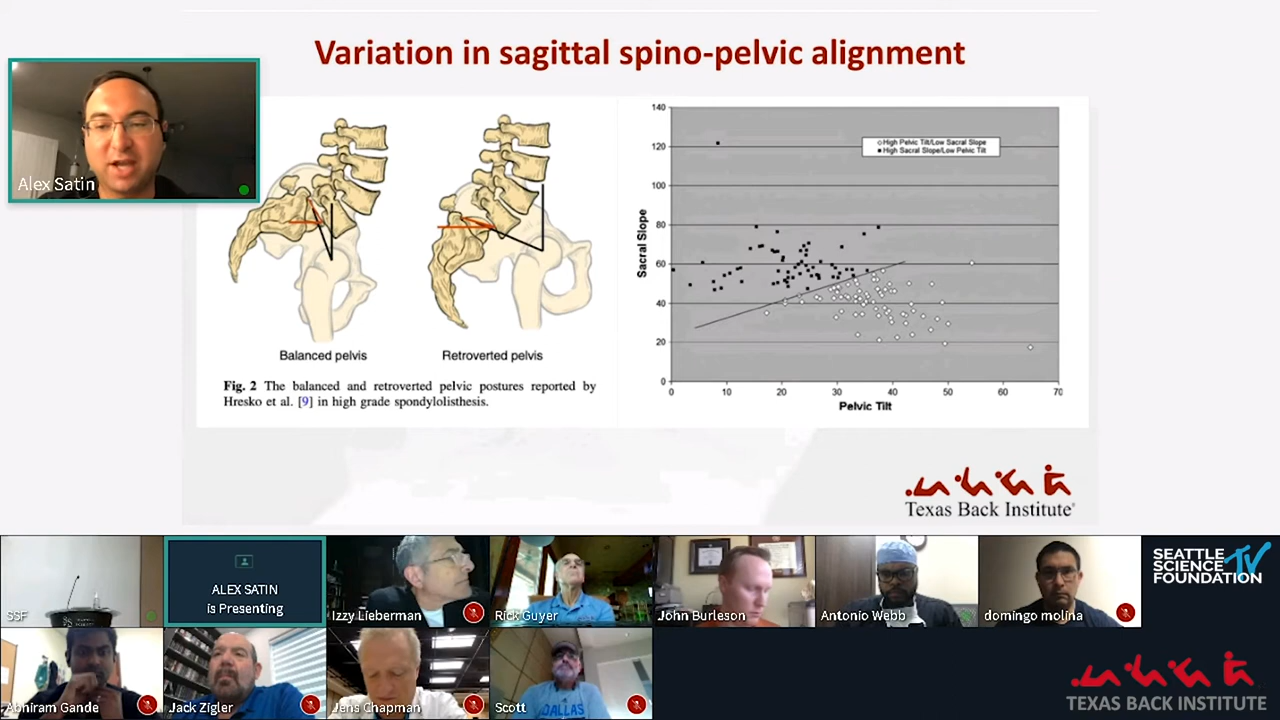 Variation in sagittal spino-pelvic alignment
Alex Satin
Balanced pelvis
Retroverted pelvis
Fig. 2 The balanced and retroverted pelvic postures reported by
Hresko et al. [9] in high grade spondylolisthesis.
140
120
100
80
60
40
20
0
Sacral Slope
High Pelvic Tilt/Low Sacral Slope
High Sacral Slope/Low Pelvic Tilt
0 10 20 30 40 50 60 70
Pelvic Tilt
Texas Back Institute
SSF
ALEX SATIN
is Presenting
Izzy Lieberman
Rick Guyer
John Burleson
Antonio Webb
domingo molina
SEATTLE
SCIENCE
FOUNDATION
TV
Abhiram Gande
Jack Zigler
Jens Chapman
Scott
DALLAS
TEXAS BACK INSTITUTE